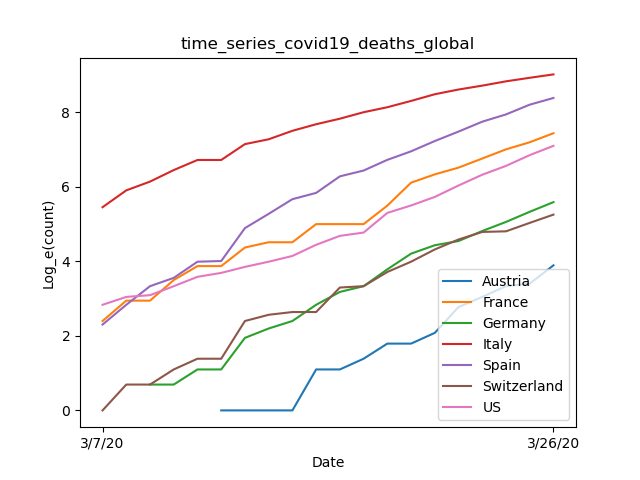 time_series_covid19_deaths_global
Log_e(count)
8
6
4
2
0
Austria
France
Germany
Italy
Spain
Switzerland
US
3/7/20
3/26/20
Date